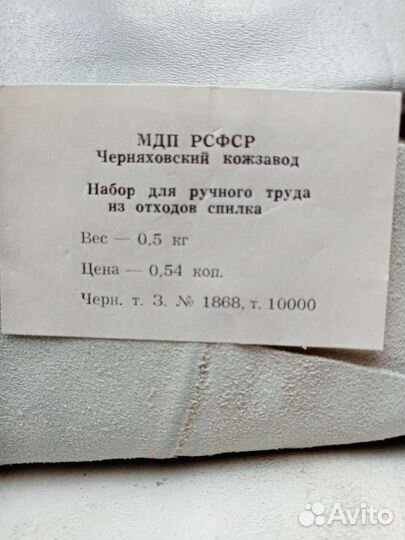 МДП РСФСР
Черняховский кожзавод
Набор для ручного труда
из отходов спилка
Вес — 0,5 кг
Цена — 0,54 коп.
Черн. т. З. № 1868, т. 10000
Avito